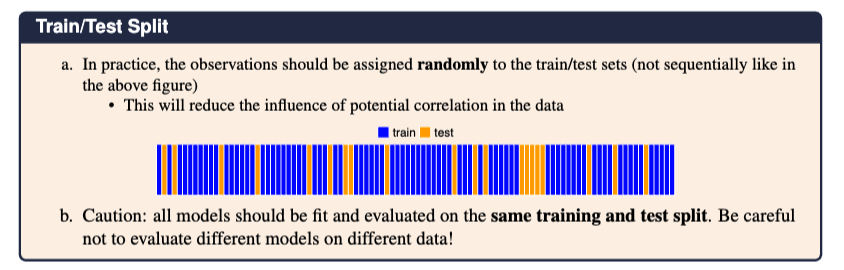 Train/Test Split
a. In practice, the observations should be assigned randomly to the train/test sets (not sequentially like in
the above figure)
• This will reduce the influence of potential correlation in the data
train test
b. Caution: all models should be fit and evaluated on the same training and test split. Be careful
not to evaluate different models on different data!